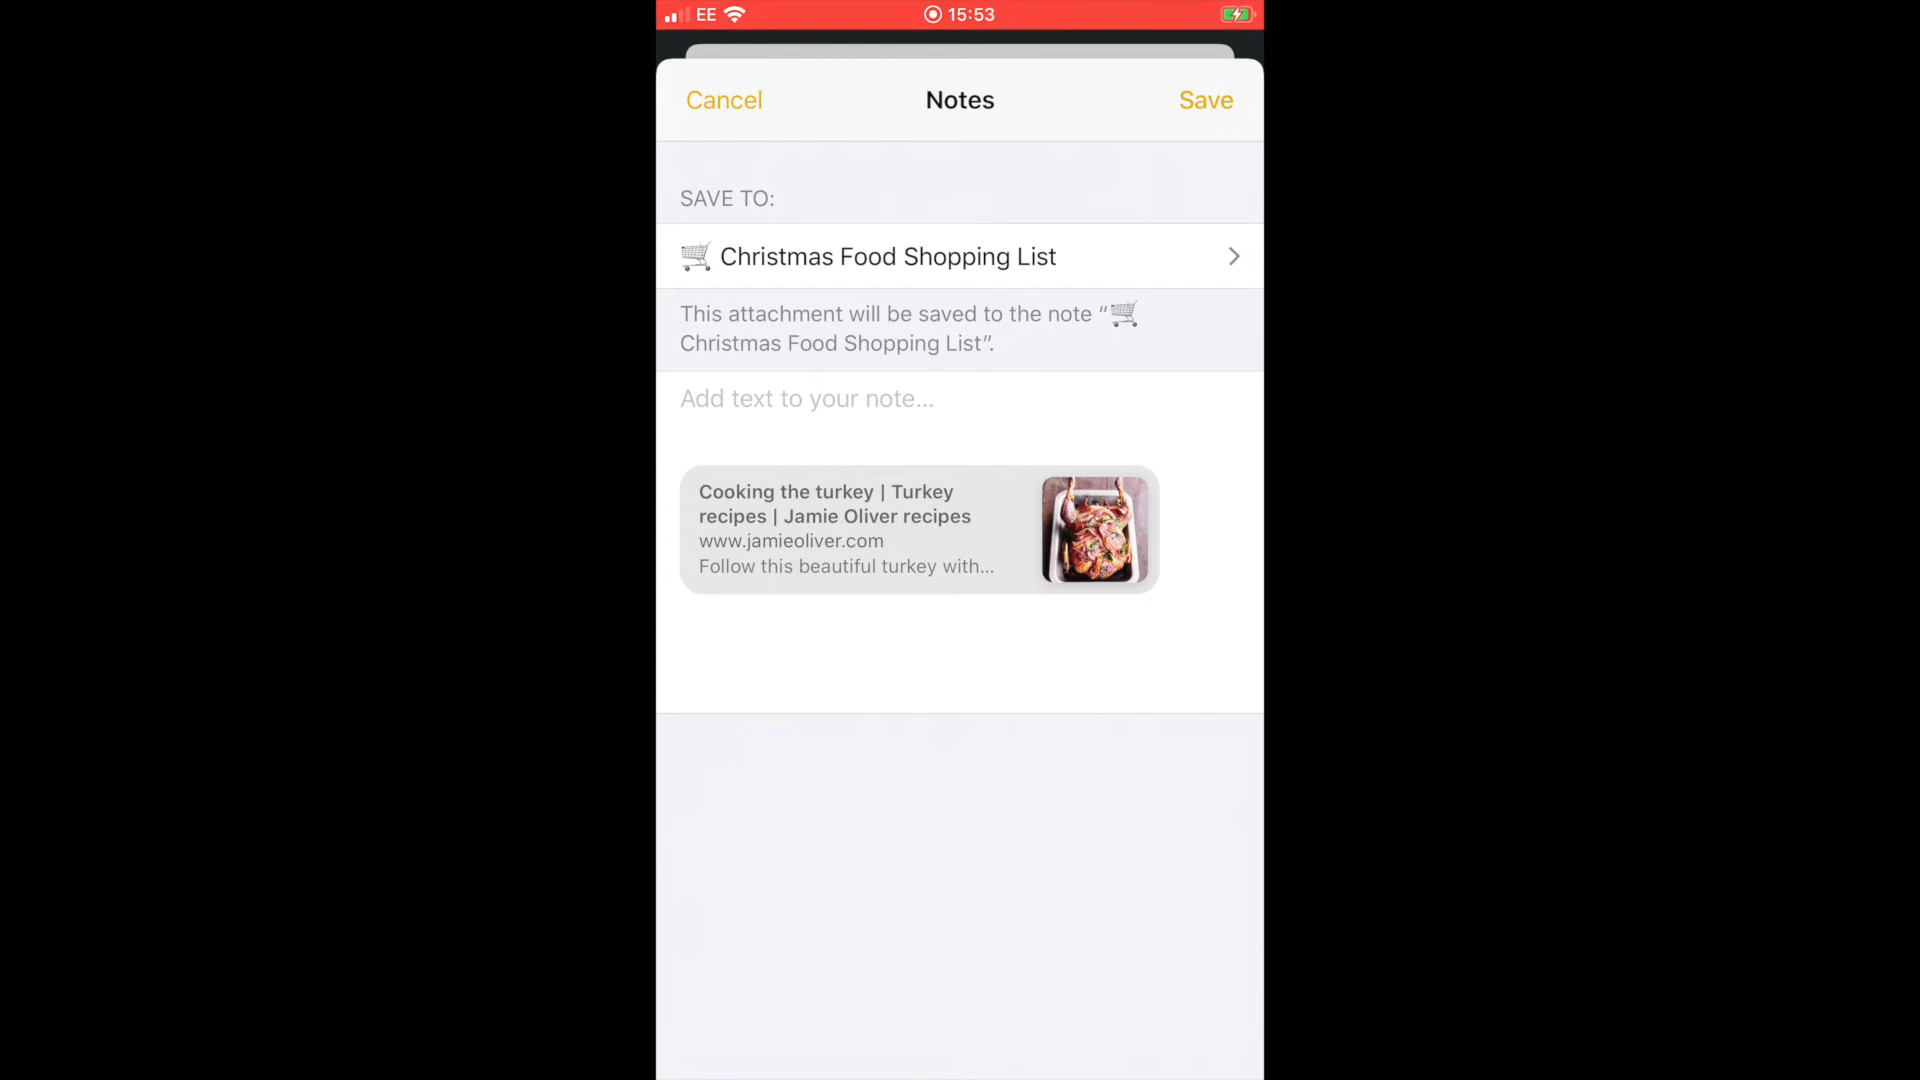 EE 15:53
Cancel Notes Save
SAVE TO:
🛒 Christmas Food Shopping List
This attachment will be saved to the note “🛒
Christmas Food Shopping List”.
Add text to your note...
Cooking the turkey | Turkey
recipes | Jamie Oliver recipes
www.jamieoliver.com
Follow this beautiful turkey with...